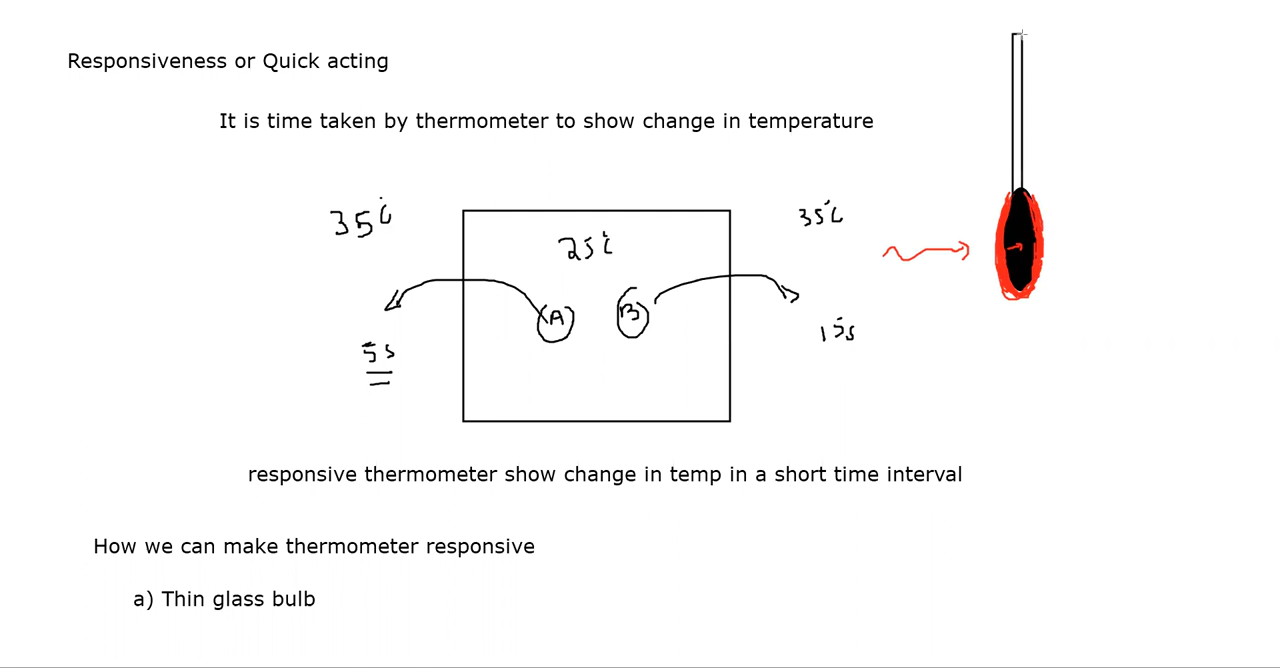 Responsiveness or Quick acting
It is time taken by thermometer to show change in temperature
35°C 25°C 35°C
A B
5s 15s
responsive thermometer show change in temp in a short time interval
How we can make thermometer responsive
a) Thin glass bulb